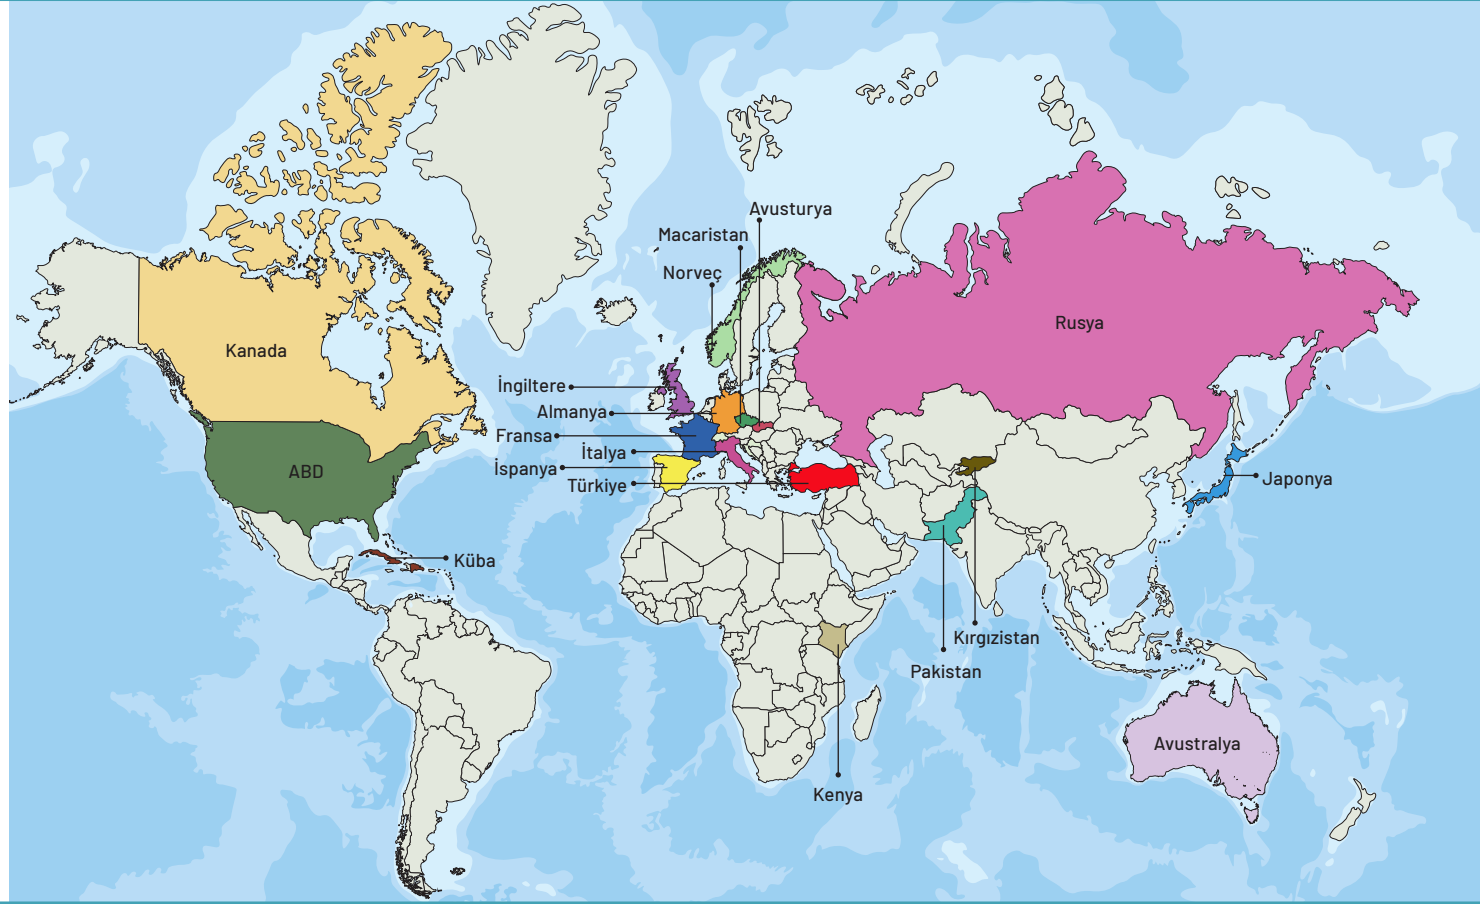 Avusturya
Macaristan
Norveç
Rusya
Kanada
İngiltere
Almanya
Fransa
İtalya
İspanya
Türkiye
ABD
Japonya
Küba
Kırgızistan
Pakistan
Avustralya
Kenya